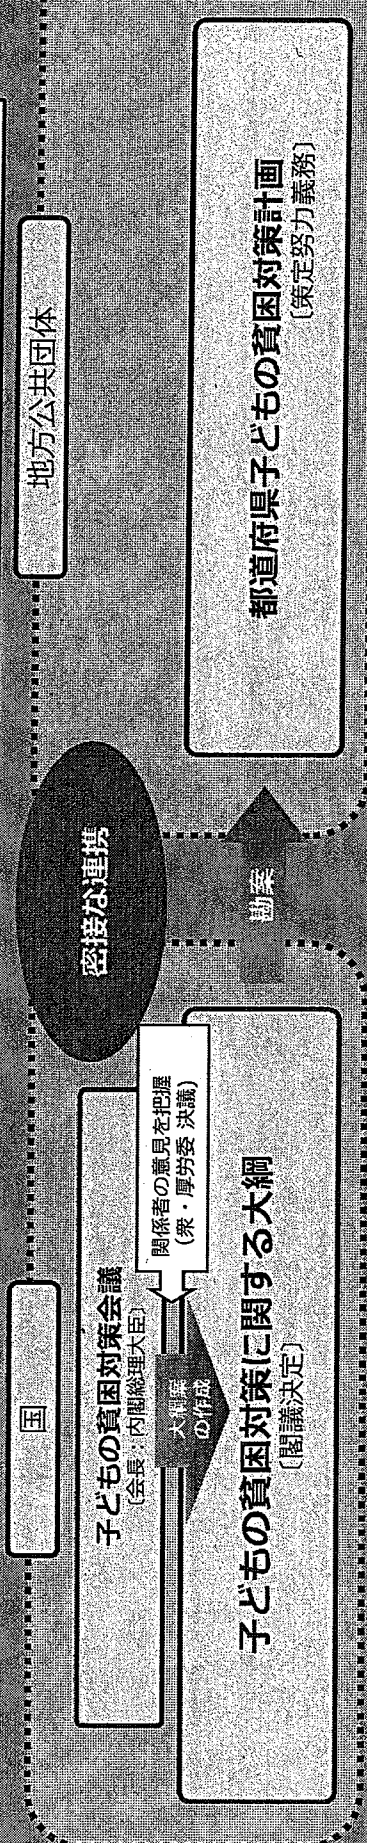 国
子どもの貧困対策会議
〔会長：内閣総理大臣〕
大綱案
の作成
関係者の意見を把握
(衆・厚労委 決議)
子どもの貧困対策に関する大綱
〔閣議決定〕
密接な連携
勘案
地方公共団体
都道府県子どもの貧困対策計画
〔策定努力義務〕